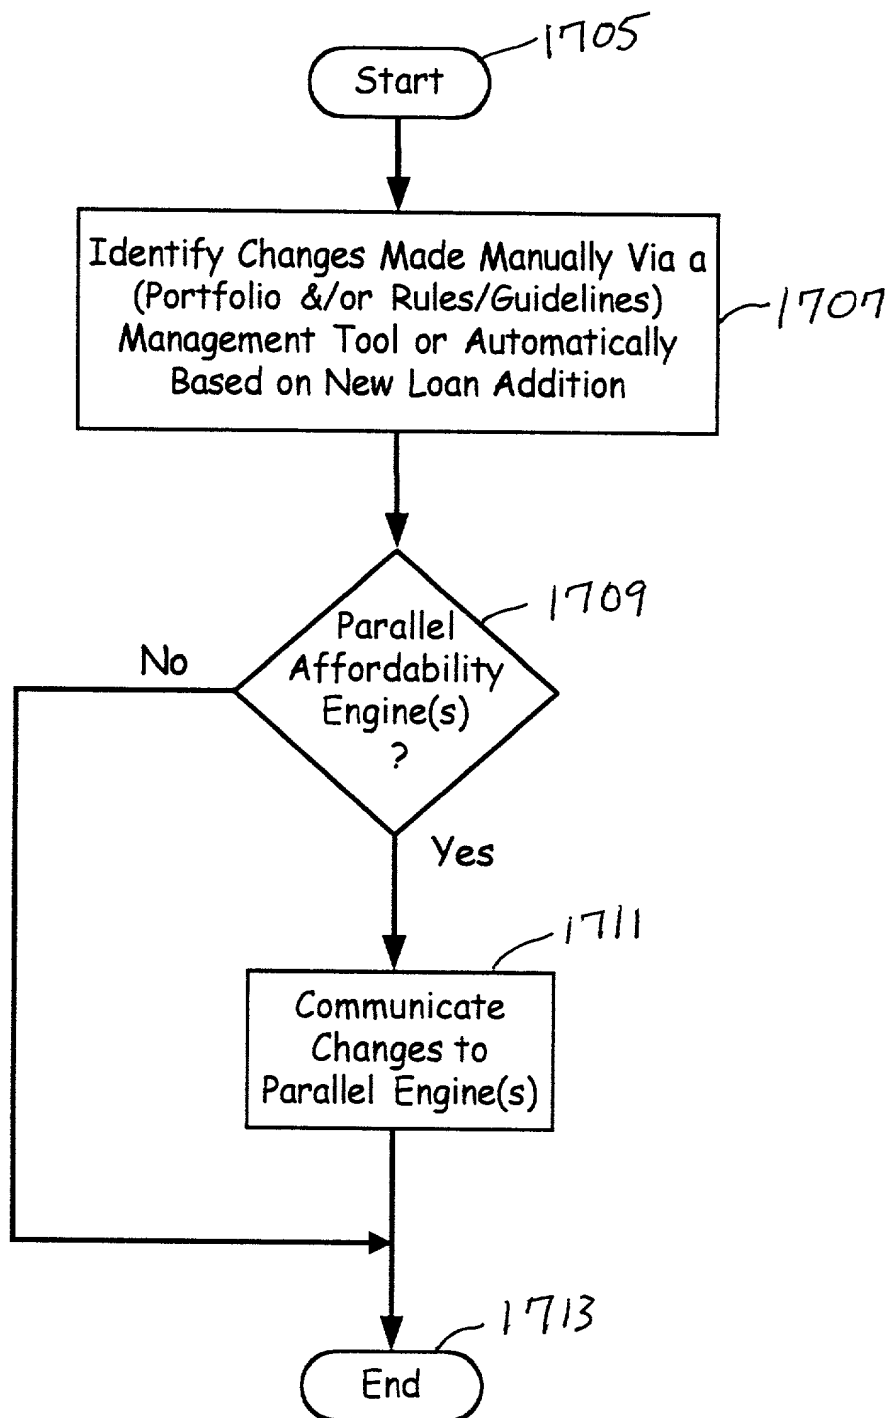 1705
Start
Identify Changes Made Manually Via a
(Portfolio &/or Rules/Guidelines)
Management Tool or Automatically
Based on New Loan Addition
1707
1709
Parallel
Affordability
Engine(s)
?
No
Yes
1711
Communicate
Changes to
Parallel Engine(s)
1713
End